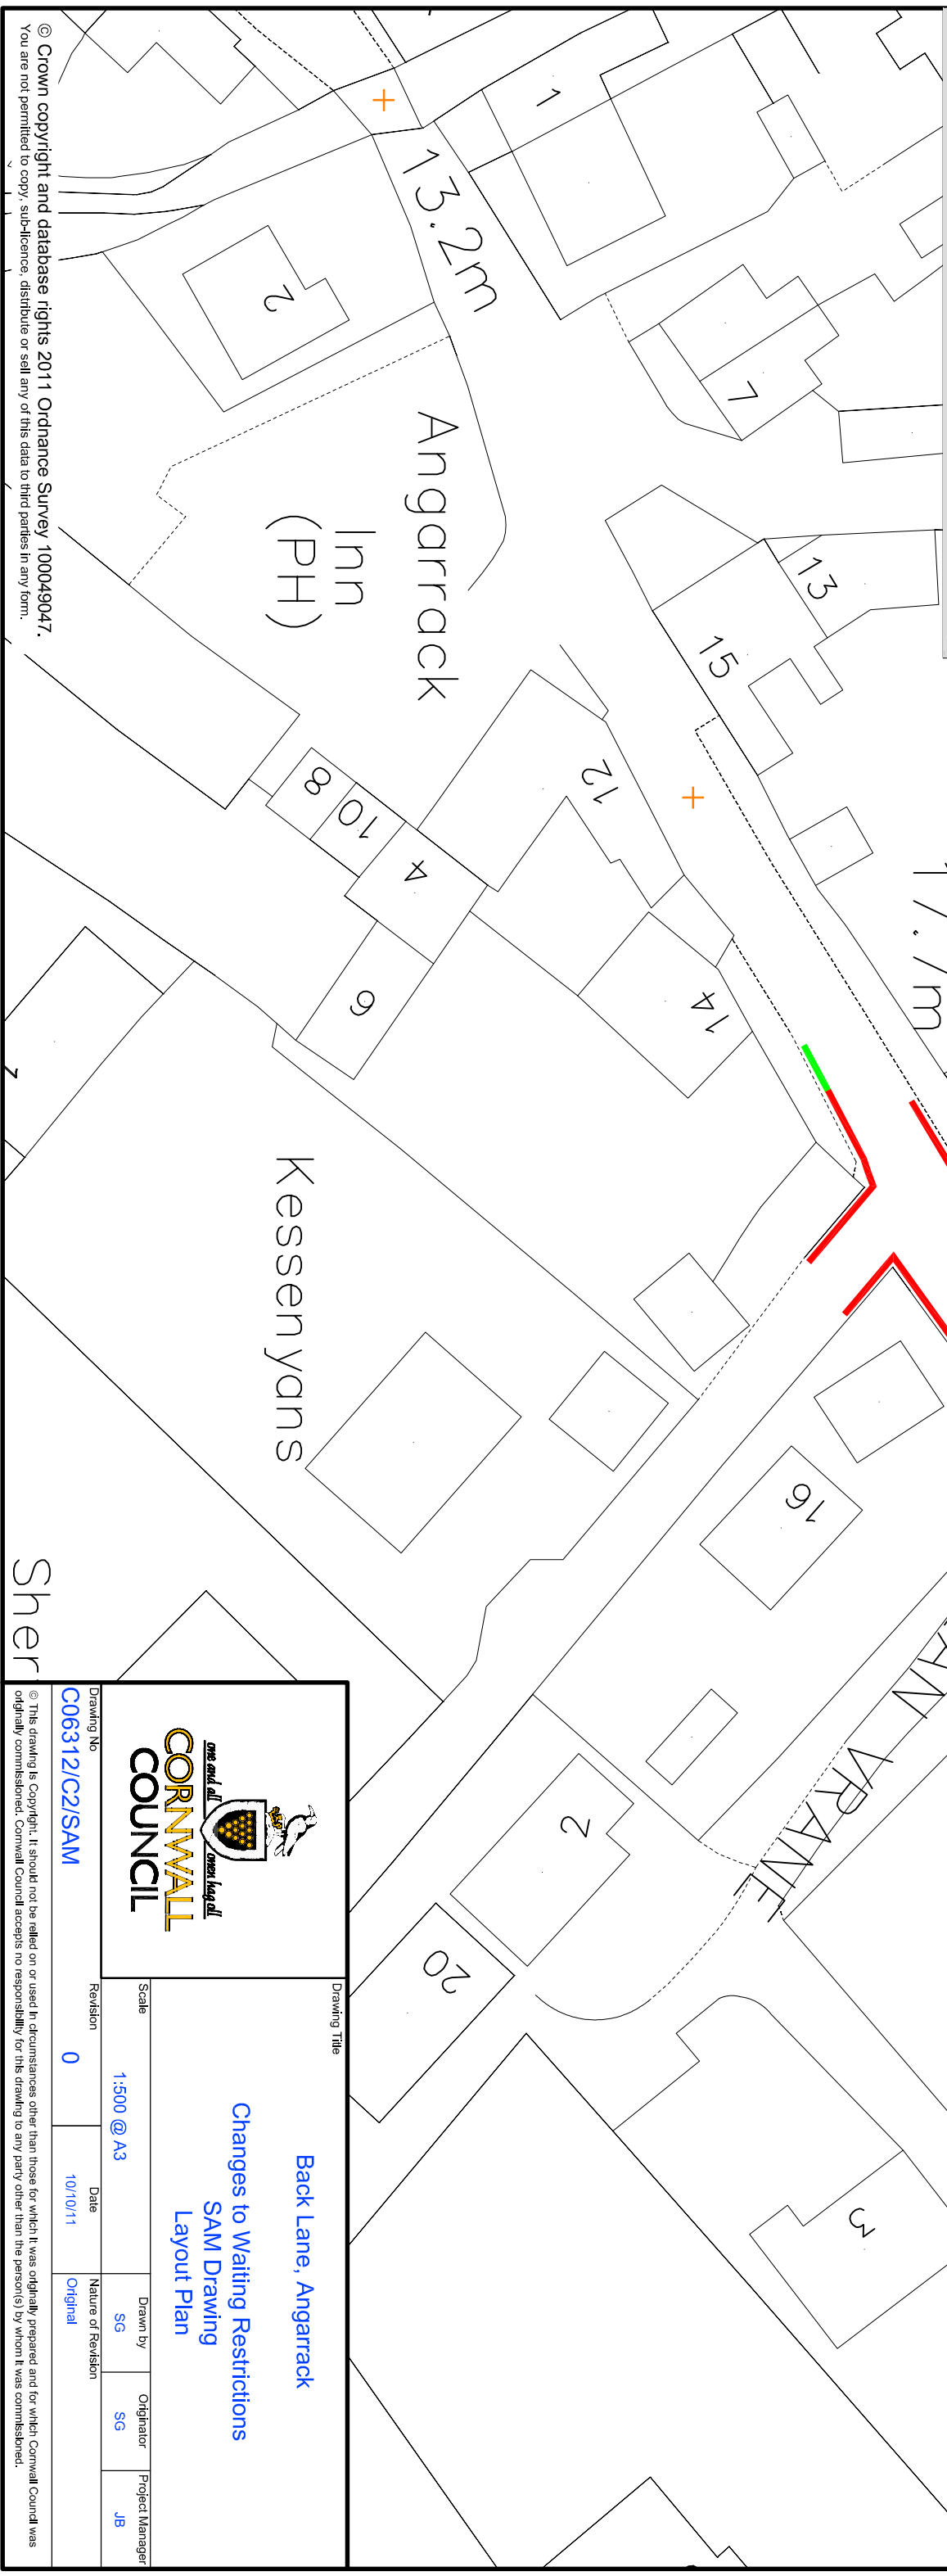 17.7m
13
7
1
15
13.2m
12
14
16
AN VRANE
3
2
20
Angarrack
Inn
(PH)
8
10
4
6
2
Kessenyans
Sher
© Crown copyright and database rights 2011 Ordnance Survey 100049047.
You are not permitted to copy, sub-licence, distribute or sell any of this data to third parties in any form.
one and all
onen hag oll
CORNWALL
COUNCIL
Drawing Title
Back Lane, Angarrack
Changes to Waiting Restrictions
SAM Drawing
Layout Plan
Scale
1:500 @ A3
Drawn by
SG
Originator
SG
Project Manager
JB
Drawing No
C06312/C2/SAM
Revision
0
Date
10/10/11
Nature of Revision
Original
© This drawing is Copyright. It should not be relied on or used in circumstances other than those for which it was originally prepared and for which Cornwall Council was
originally commissioned. Cornwall Council accepts no responsibility for this drawing to any party other than the person(s) by whom it was commissioned.